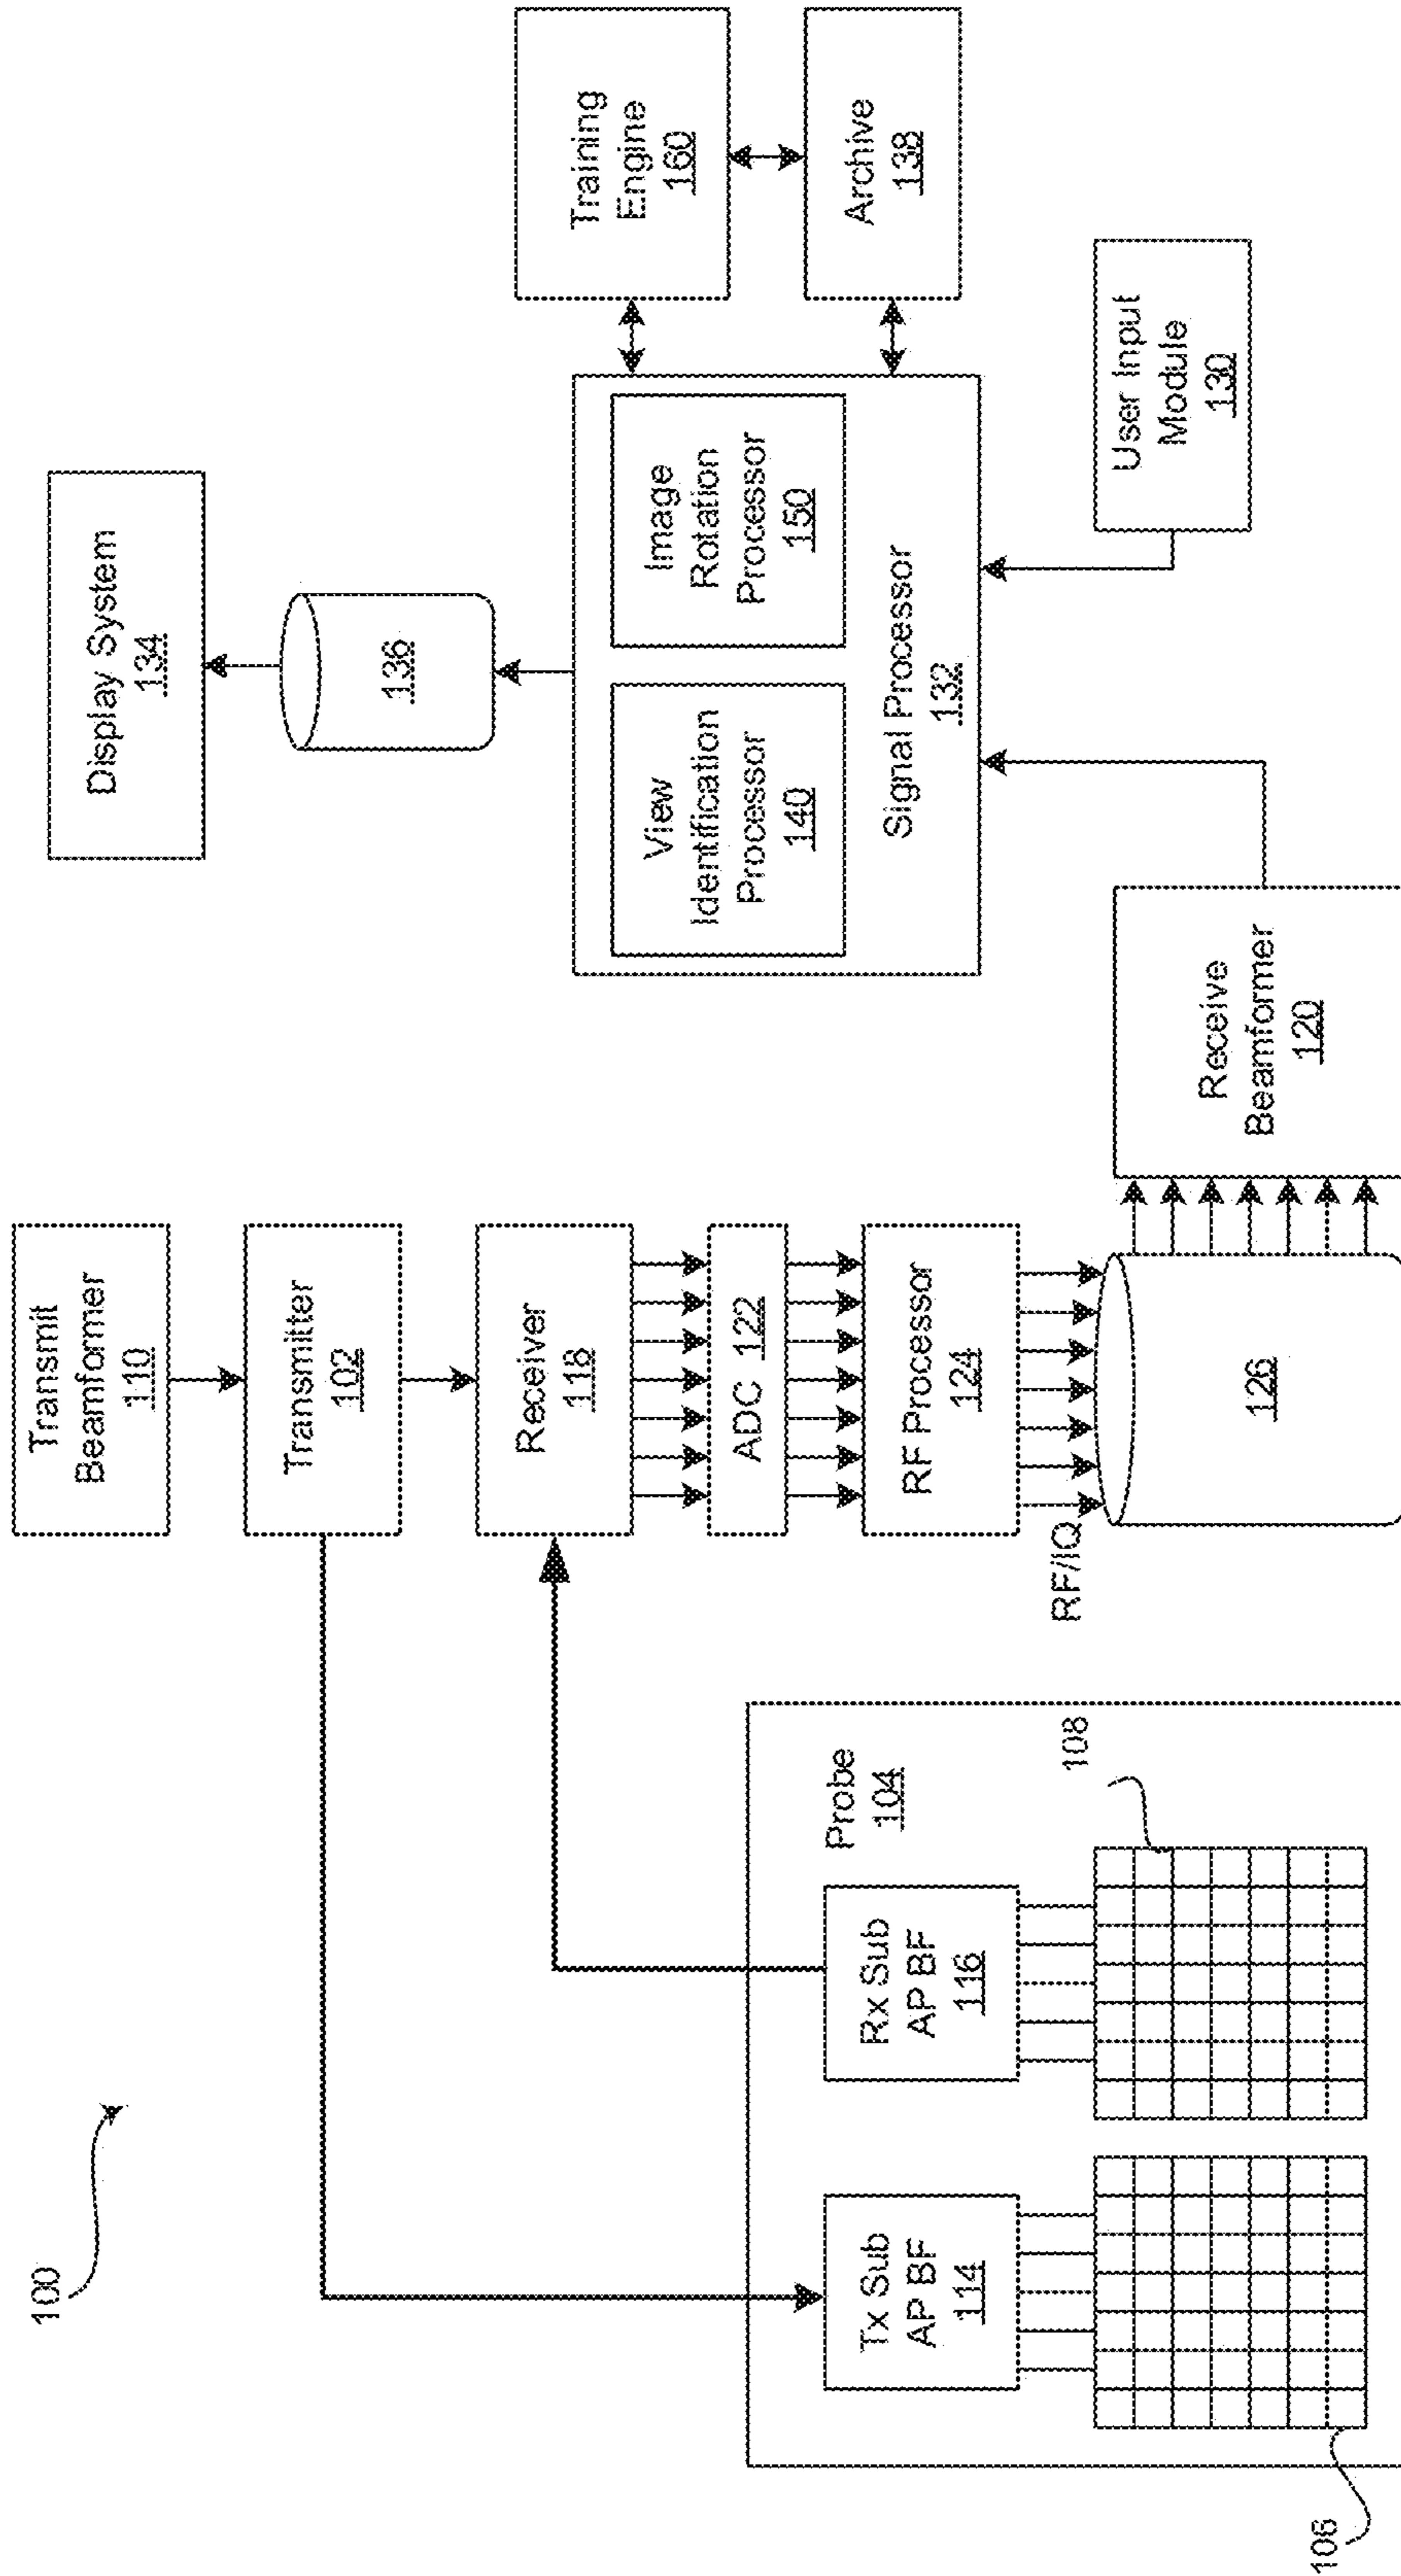 100
Transmit
Beamformer
110
Transmitter
102
Receiver
118
ADC 122
RF Processor
124
RF/IQ
126
Probe
104
Tx Sub
AP BF
114
Rx Sub
AP BF
116
106
108
Receive
Beamformer
120
Display System
134
136
View
Identification
Processor
140
Image
Rotation
Processor
150
Signal Processor
132
Training
Engine
160
Archive
138
User Input
Module
130